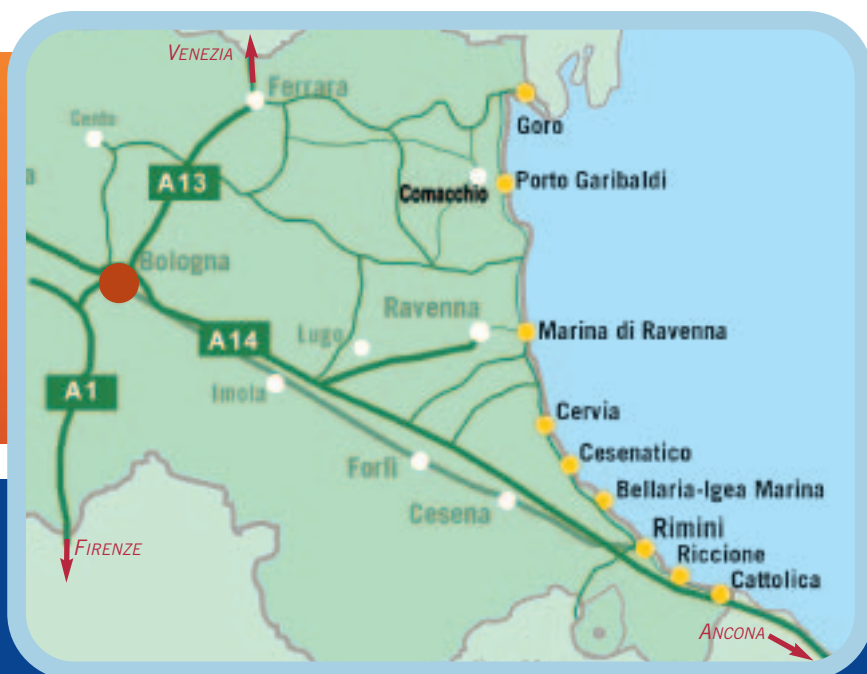 VENEZIA
Ferrara
Goro
Cento
A13
Comacchio
Porto Garibaldi
Bologna
Ravenna
Marina di Ravenna
A14
Lugo
A1
Imola
Cervia
Cesenatico
Forlì
Bellaria-Igea Marina
Cesena
Rimini
FIRENZE
Riccione
Cattolica
ANCONA